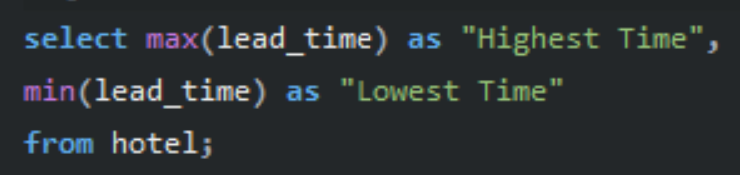 select max(lead_time) as "Highest Time",
min(lead_time) as "Lowest Time"
from hotel;